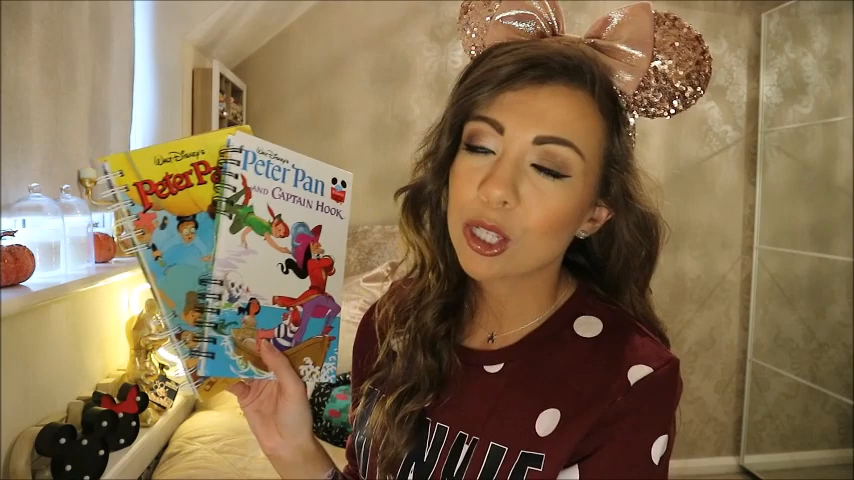 Walt Disney's
Peter Pa
Walt Disney's
Peter Pan
AND CAPTAIN HOOK